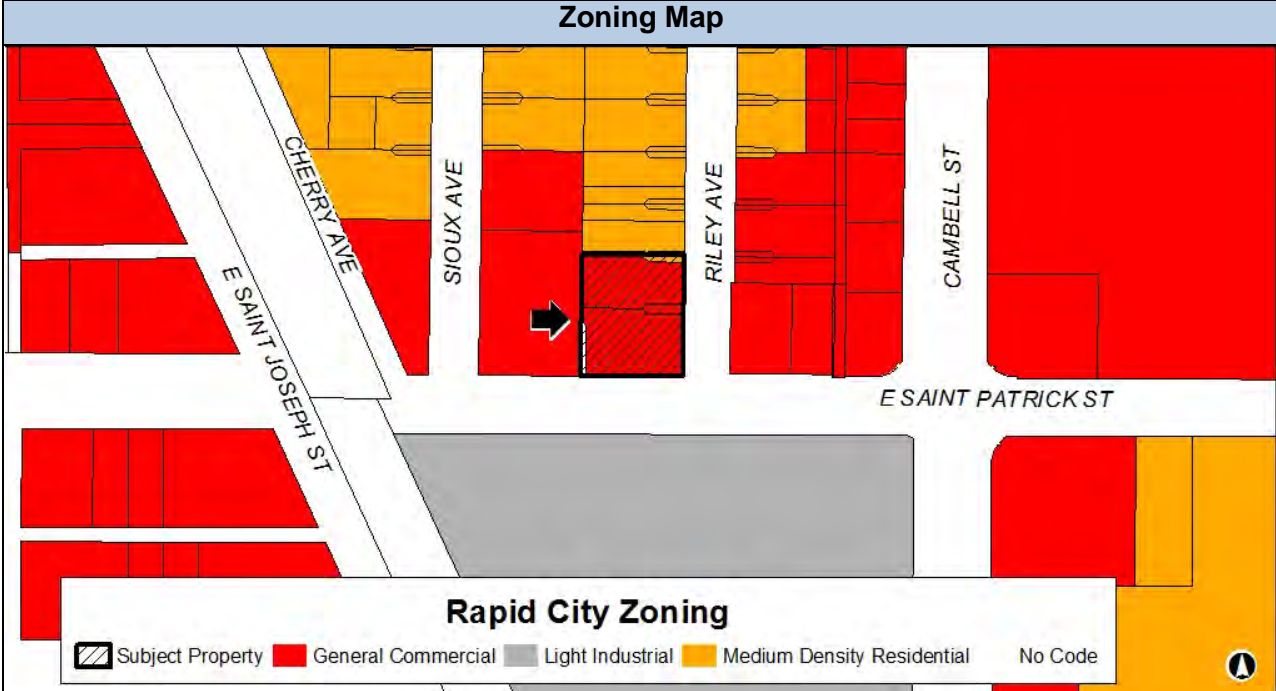 Zoning Map
CHERRY AVE
SIOUX AVE
RILEY AVE
CAMBELL ST
E SAINT JOSEPH ST
E SAINT PATRICK ST
Rapid City Zoning
Subject Property General Commercial Light Industrial Medium Density Residential No Code